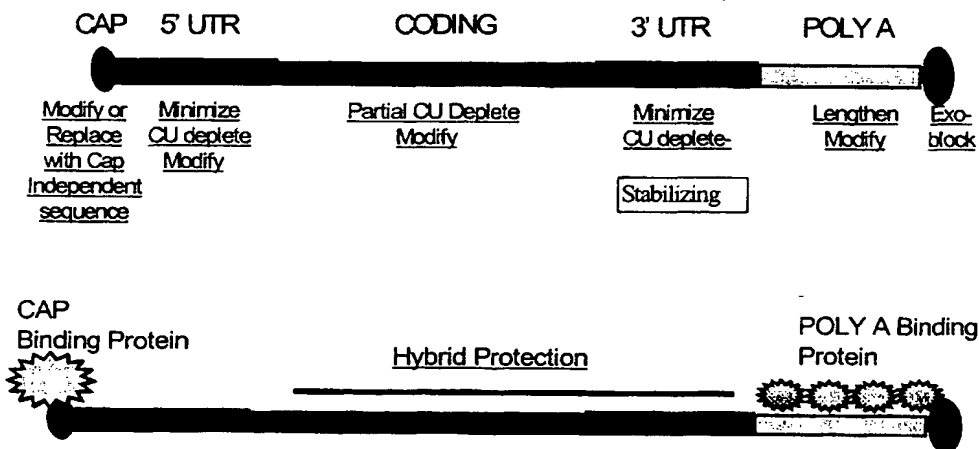 CAP 5' UTR CODING 3' UTR POLY A
Modify or
Replace
with Cap
Independent
sequence
Minimize
CU deplete
Modify
Partial CU Deplete
Modify
Minimize
CU deplete-
Stabilizing
Lengthen
Modify
Exo-
block
CAP
Binding Protein
Hybrid Protection
POLY A Binding
Protein